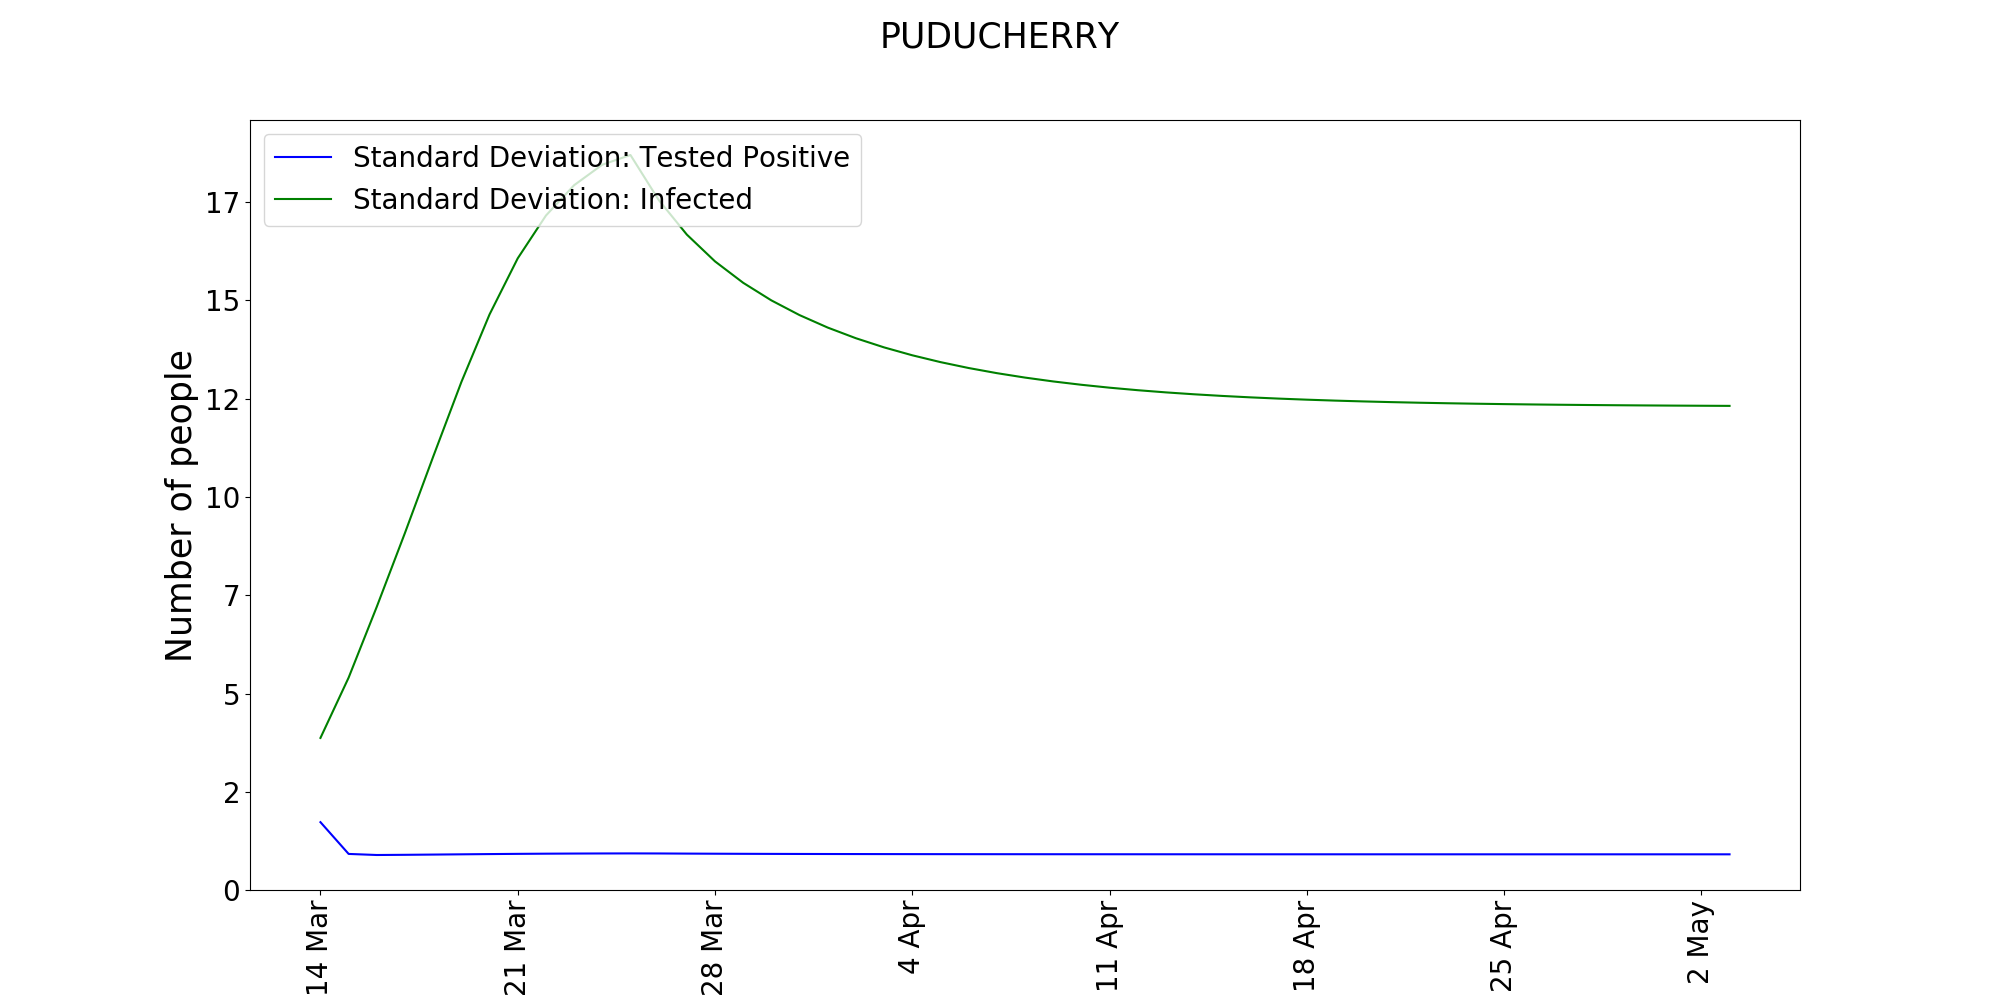 PUDUCHERRY
Standard Deviation: Tested Positive
Standard Deviation: Infected
Number of people
17
15
12
10
7
5
2
0
14 Mar
21 Mar
28 Mar
4 Apr
11 Apr
18 Apr
25 Apr
2 May